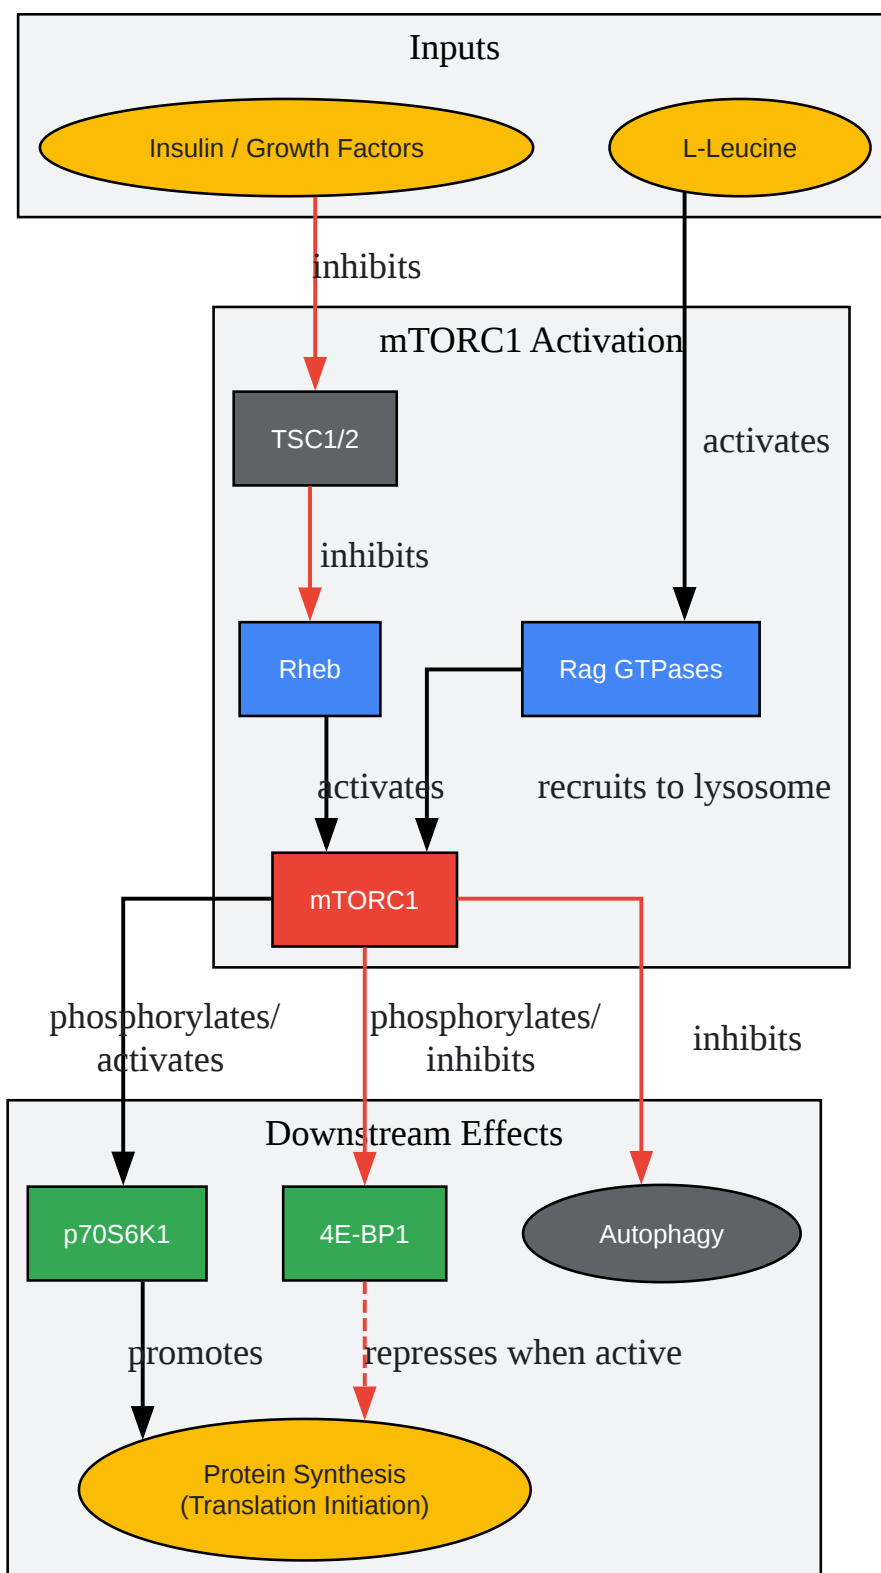 Inputs
Insulin / Growth Factors
L-Leucine
inhibits
mTORC1 Activation
TSC1/2
activates
inhibits
Rheb
Rag GTPases
activates
recruits to lysosome
mTORC1
phosphorylates/
activates
phosphorylates/
inhibits
inhibits
Downstream Effects
p70S6K1
4E-BP1
Autophagy
promotes
represses when active
Protein Synthesis
(Translation Initiation)